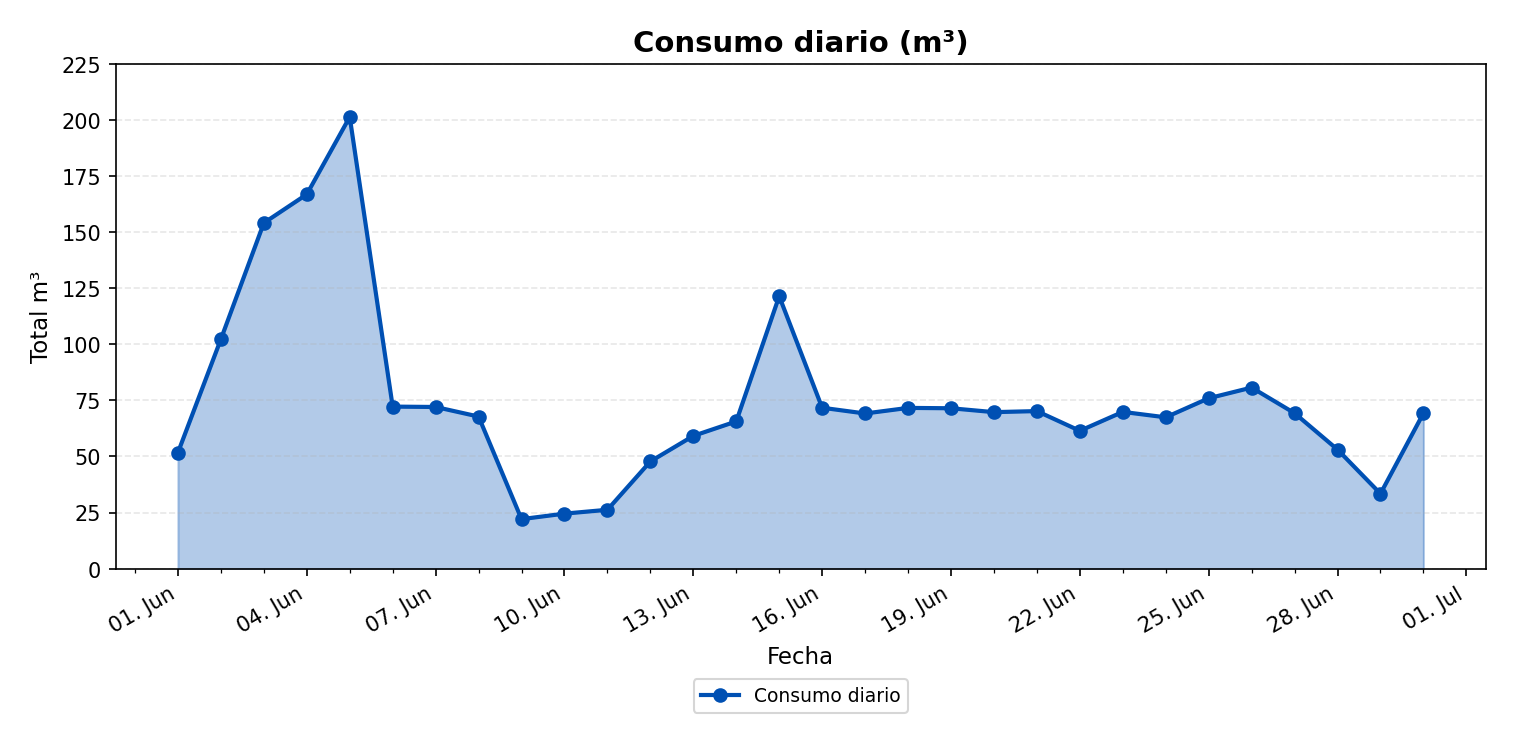 Consumo diario (m³)
225
200
175
150
125
100
75
50
25
0
Total m³
01. Jun
04. Jun
07. Jun
10. Jun
13. Jun
16. Jun
19. Jun
22. Jun
25. Jun
28. Jun
01. Jul
Fecha
Consumo diario